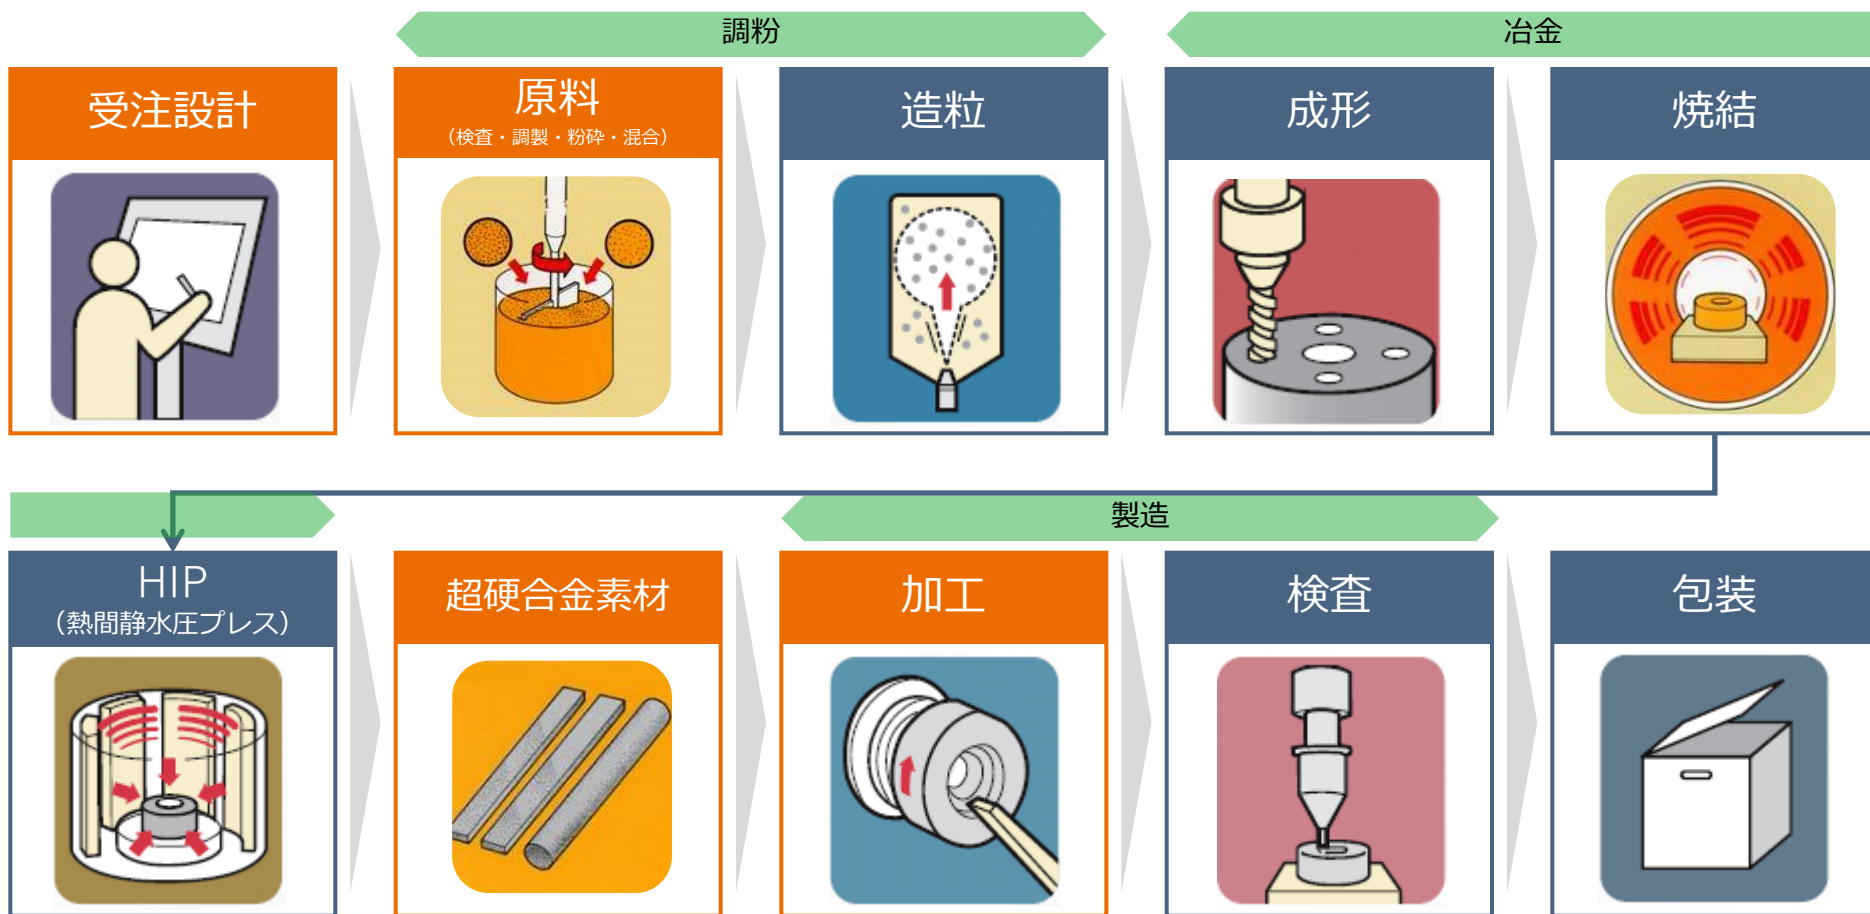 調粉
冶金
受注設計
原料
（検査・調製・粉砕・混合）
造粒
成形
焼結
製造
HIP
（熱間静水圧プレス）
超硬合金素材
加工
検査
包装